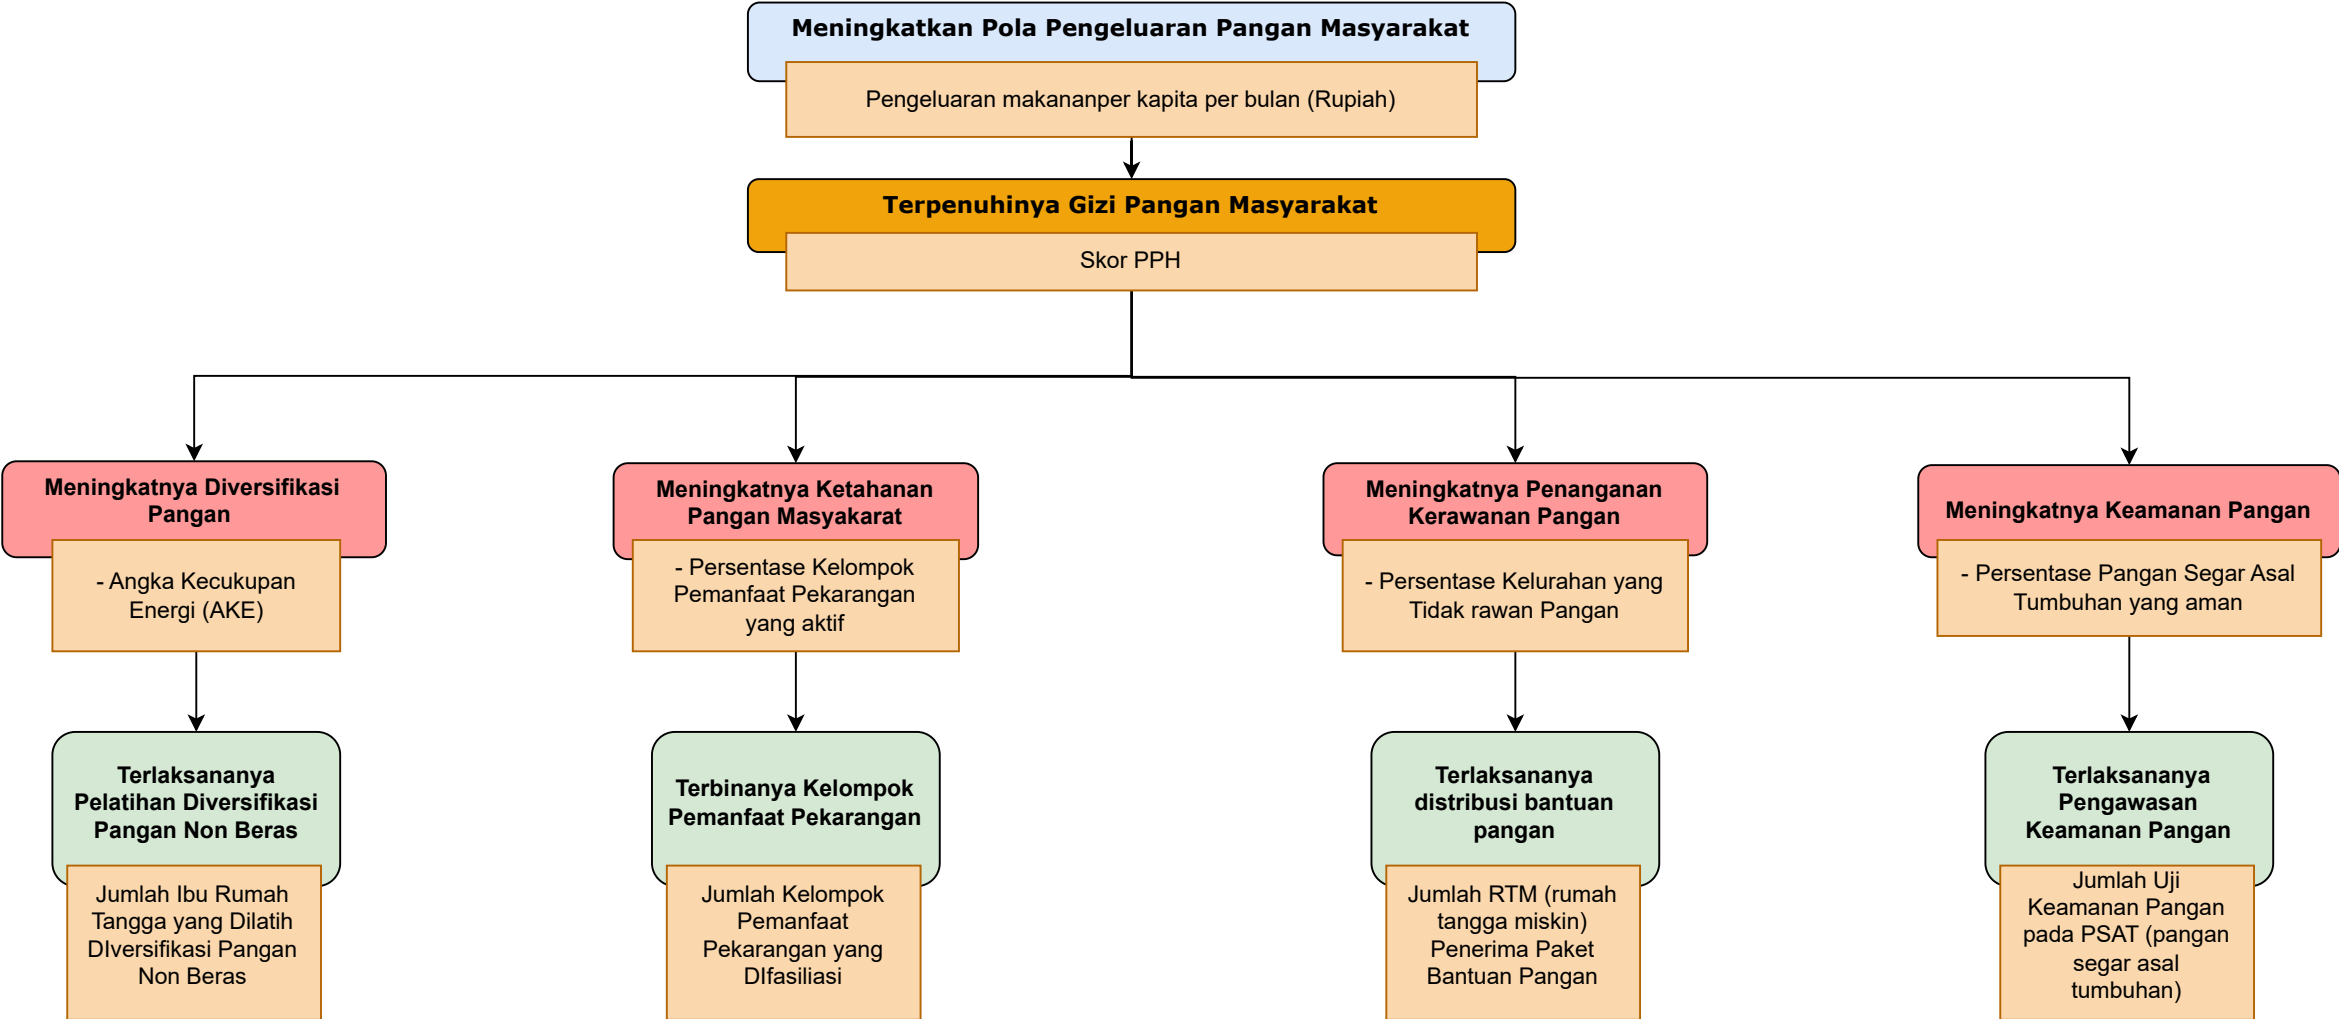 Meningkatkan Pola Pengeluaran Pangan Masyarakat
Pengeluaran makananper kapita per bulan (Rupiah)
Terpenuhinya Gizi Pangan Masyarakat
Skor PPH
Meningkatnya Diversifikasi
Pangan
- Angka Kecukupan
Energi (AKE)
Meningkatnya Ketahanan
Pangan Masyakarat
- Persentase Kelompok
Pemanfaat Pekarangan
yang aktif
Meningkatnya Penanganan
Kerawanan Pangan
- Persentase Kelurahan yang
Tidak rawan Pangan
Meningkatnya Keamanan Pangan
- Persentase Pangan Segar Asal
Tumbuhan yang aman
Terlaksananya
Pelatihan Diversifikasi
Pangan Non Beras
Jumlah Ibu Rumah
Tangga yang Dilatih
DIversifikasi Pangan
Non Beras
Terbinanya Kelompok
Pemanfaat Pekarangan
Jumlah Kelompok
Pemanfaat
Pekarangan yang
DIfasiliasi
Terlaksananya
distribusi bantuan
pangan
Jumlah RTM (rumah
tangga miskin)
Penerima Paket
Bantuan Pangan
Terlaksananya
Pengawasan
Keamanan Pangan
Jumlah Uji
Keamanan Pangan
pada PSAT (pangan
segar asal
tumbuhan)